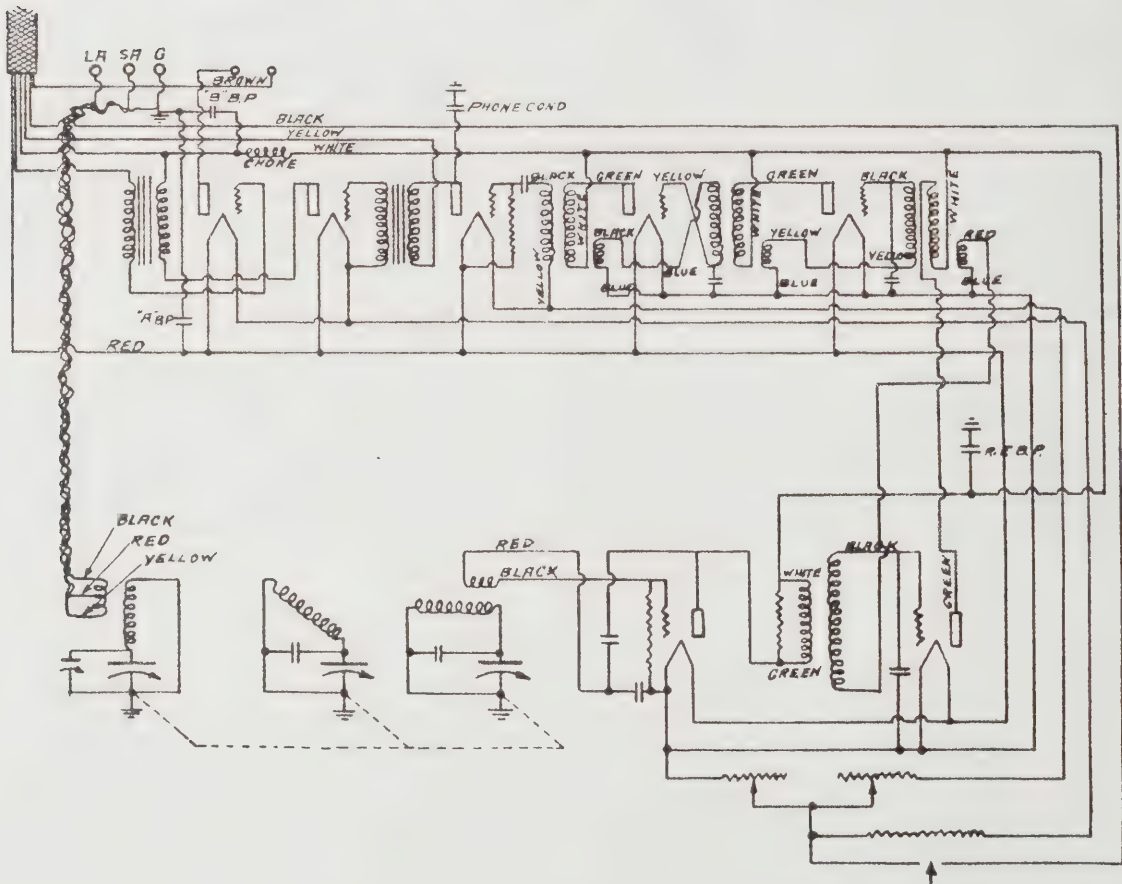 LA SA G
BROWN
"B" B.P
BLACK
YELLOW
WHITE
CHOKE
PHONE COND
BLACK
GREEN
YELLOW
GREEN
BLACK
WHITE
WHITE
WHITE
BLACK
YELLOW
RED
YELLOW
BLUE
BLUE
BLUE
YELLOW
BLUE
"A" B.P
RED
R.F. B.P.
BLACK
RED
YELLOW
RED
BLACK
WHITE
BLACK
GREEN
GREEN